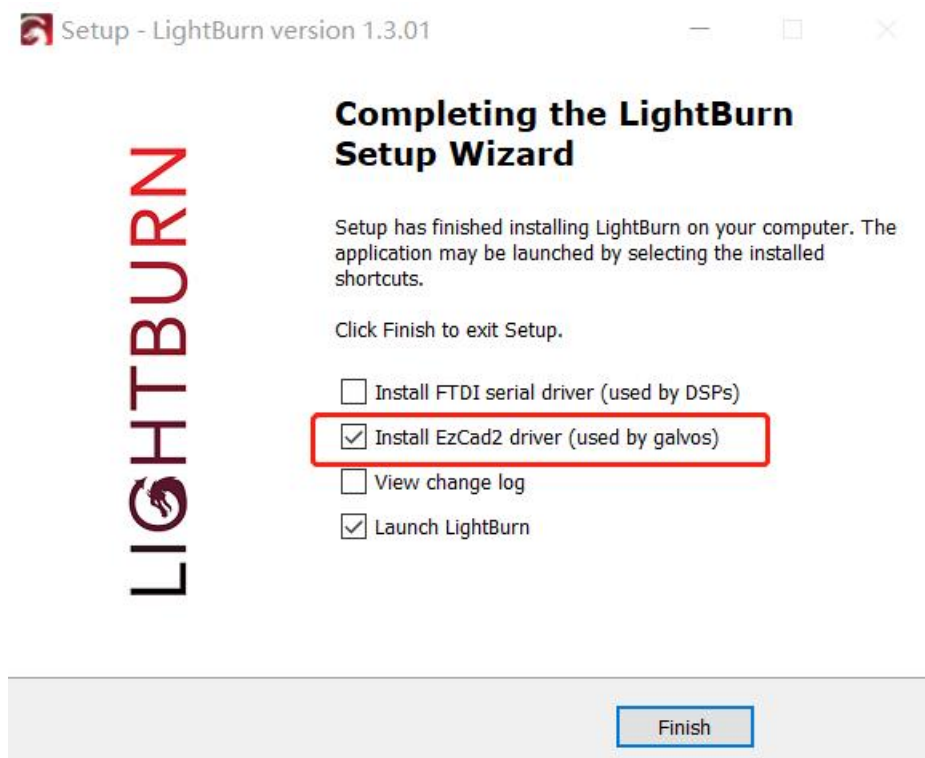 Setup - LightBurn version 1.3.01
LIGHTBURN
Completing the LightBurn
Setup Wizard
Setup has finished installing LightBurn on your computer. The
application may be launched by selecting the installed
shortcuts.
Click Finish to exit Setup.
Install FTDI serial driver (used by DSPs)
Install EzCad2 driver (used by galvos)
View change log
Launch LightBurn
Finish